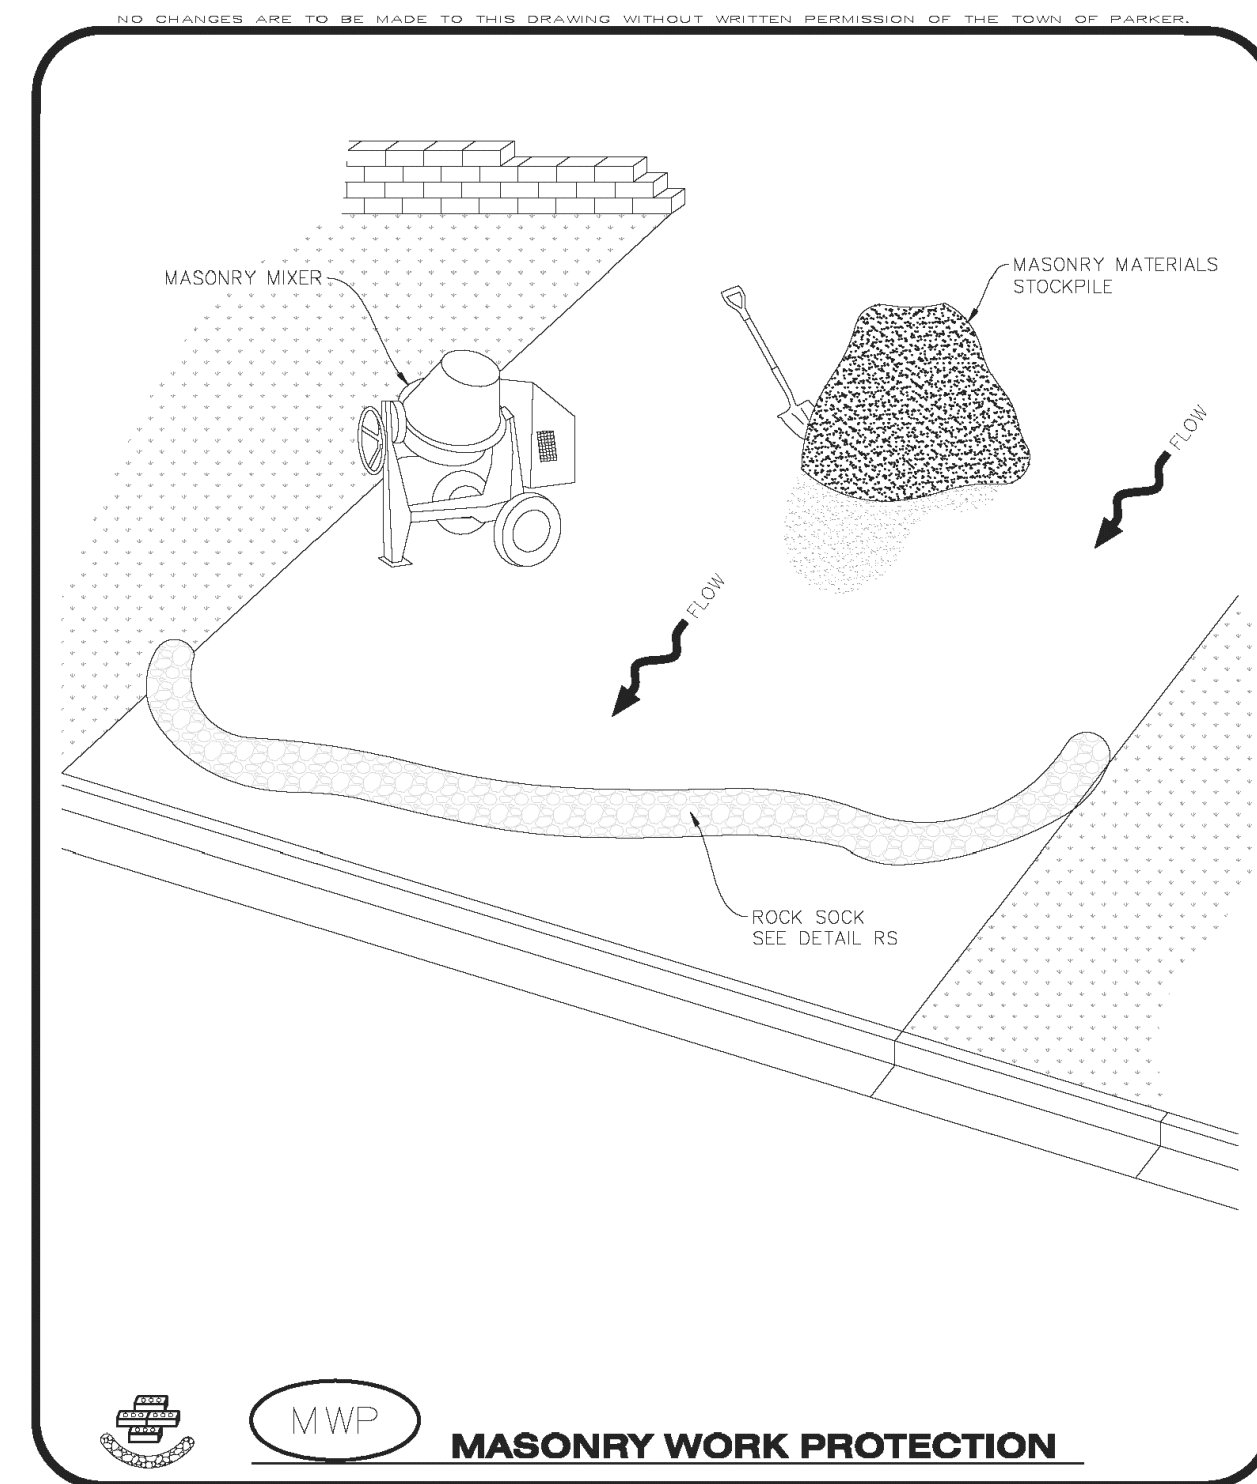 NO CHANGES ARE TO BE MADE TO THIS DRAWING WITHOUT WRITTEN PERMISSION OF THE TOWN OF PARKER.
MASONRY MIXER
MASONRY MATERIALS
STOCKPILE
FLOW
FLOW
ROCK SOCK
SEE DETAIL RS
MWP
MASONRY WORK PROTECTION